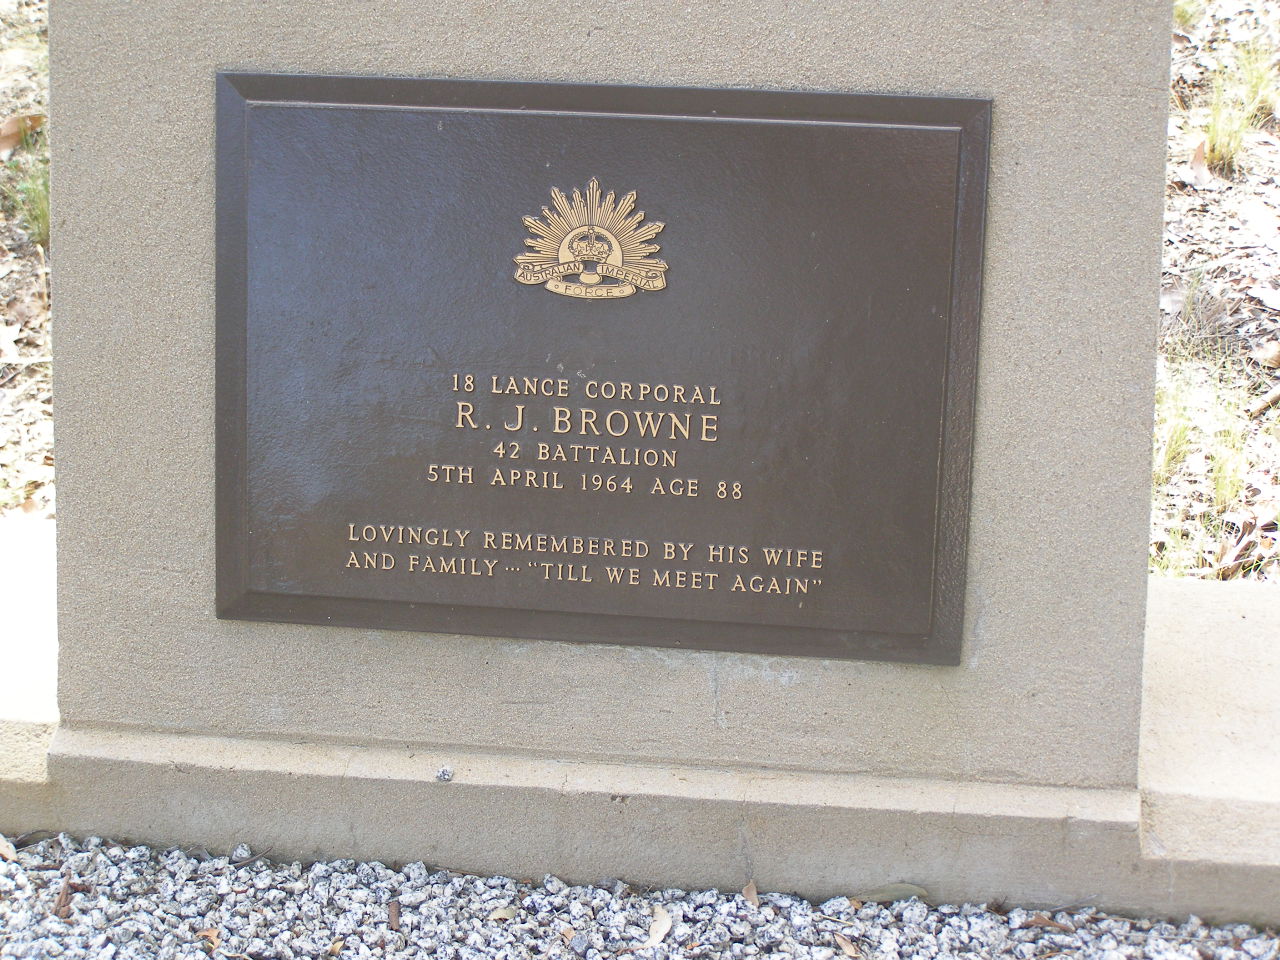 AUSTRALIAN IMPERIAL
FORCE
18 LANCE CORPORAL
R. J. BROWNE
42 BATTALION
5TH APRIL 1964 AGE 88
LOVINGLY REMEMBERED BY HIS WIFE
AND FAMILY ... "TILL WE MEET AGAIN"